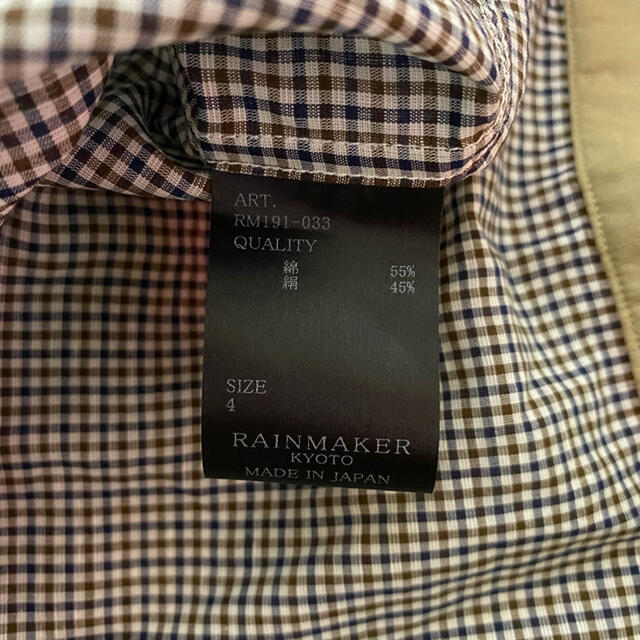 ART.
RM191-033
QUALITY
綿 55%
絹 45%
SIZE
4
RAINMAKER
KYOTO
MADE IN JAPAN